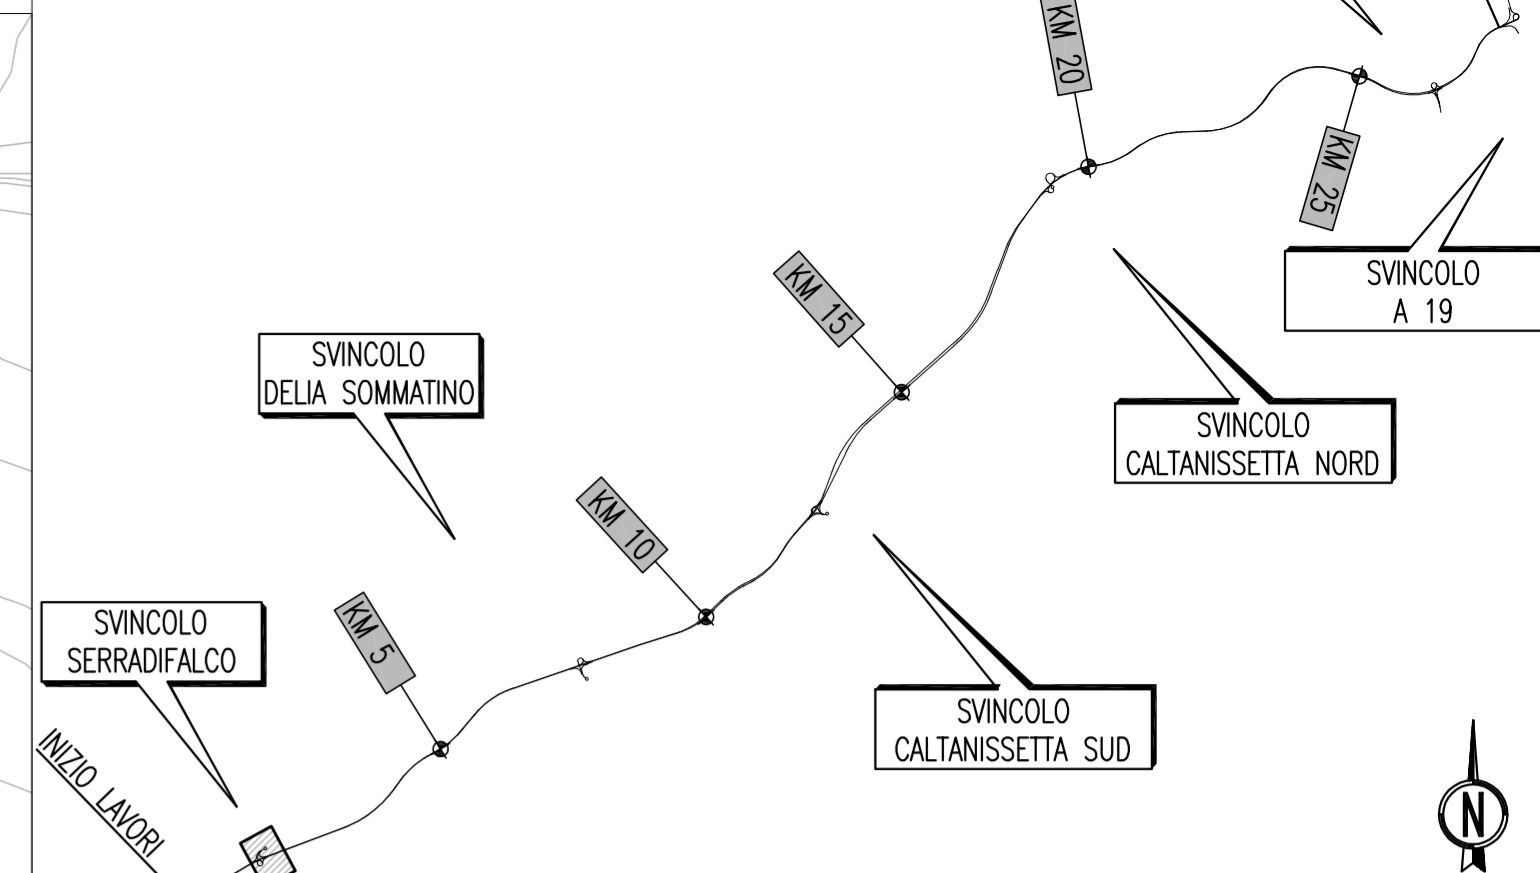 KM 20
KM 25
SVINCOLO
A 19
KM 15
SVINCOLO
DELIA SOMMATINO
SVINCOLO
CALTANISSETTA NORD
KM 10
KM 5
SVINCOLO
SERRADIFALCO
SVINCOLO
CALTANISSETTA SUD
INIZIO LAVORI
N